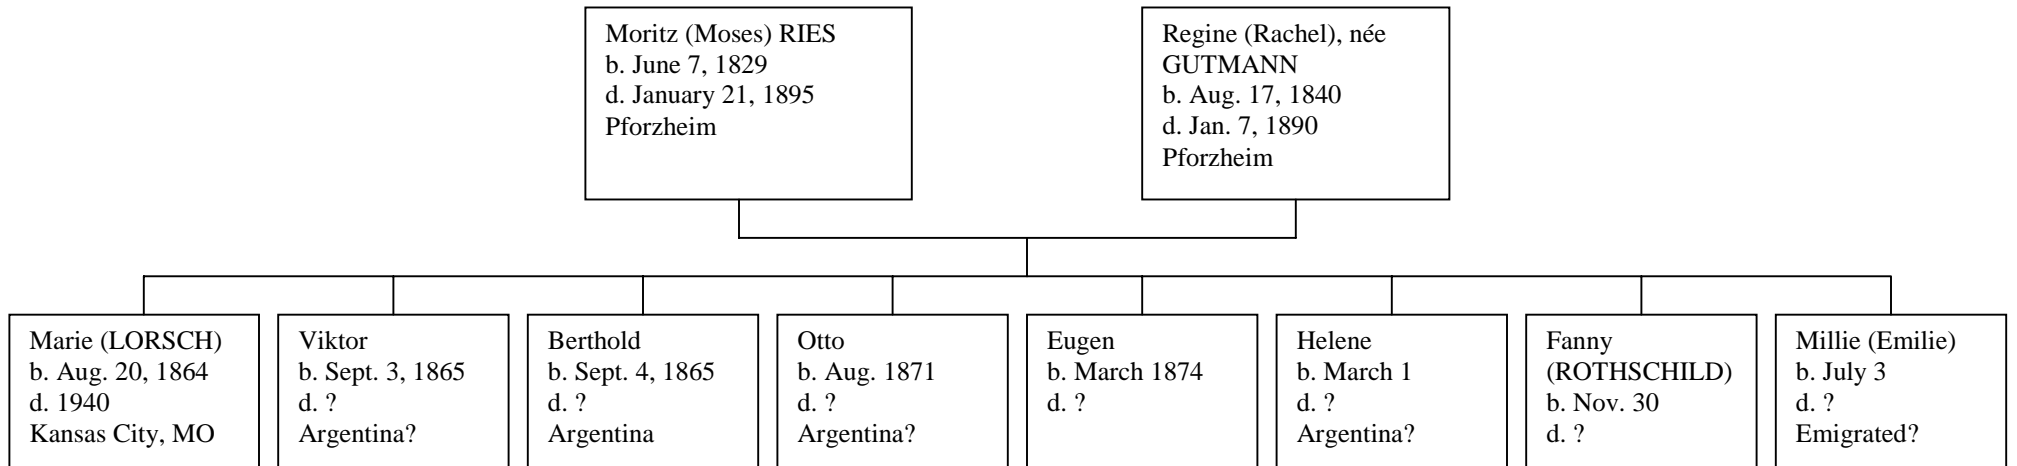 Moritz (Moses) RIES
b. June 7, 1829
d. January 21, 1895
Pforzheim
Regine (Rachel), née
GUTMANN
b. Aug. 17, 1840
d. Jan. 7, 1890
Pforzheim
Marie (LORSCH)
b. Aug. 20, 1864
d. 1940
Kansas City, MO
Viktor
b. Sept. 3, 1865
d. ?
Argentina?
Berthold
b. Sept. 4, 1865
d. ?
Argentina
Otto
b. Aug. 1871
d. ?
Argentina?
Eugen
b. March 1874
d. ?
Helene
b. March 1
d. ?
Argentina?
Fanny
(ROTHSCHILD)
b. Nov. 30
d. ?
Millie (Emilie)
b. July 3
d. ?
Emigrated?